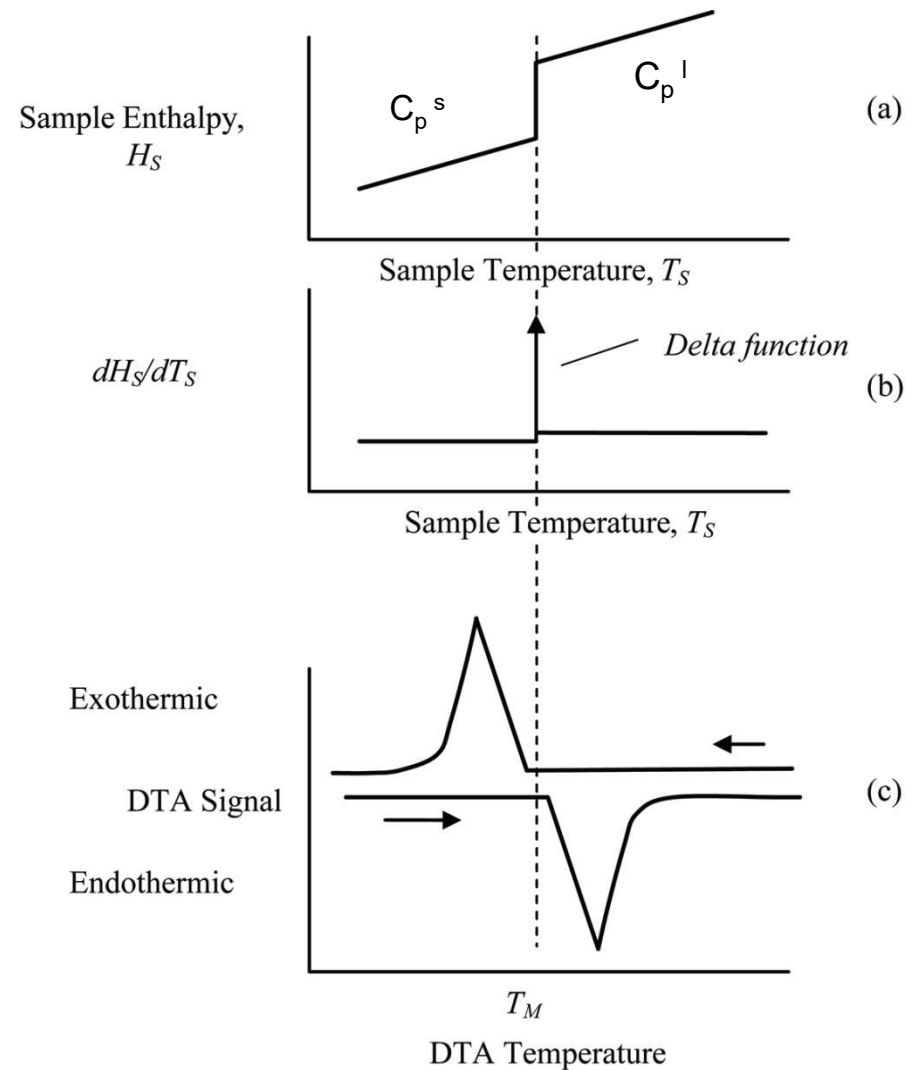 C_p^s
C_p^l
(a)
Sample Enthalpy,
H_S
Sample Temperature, T_S
Delta function
dH_S/dT_S
(b)
Sample Temperature, T_S
Exothermic
DTA Signal
(c)
Endothermic
T_M
DTA Temperature